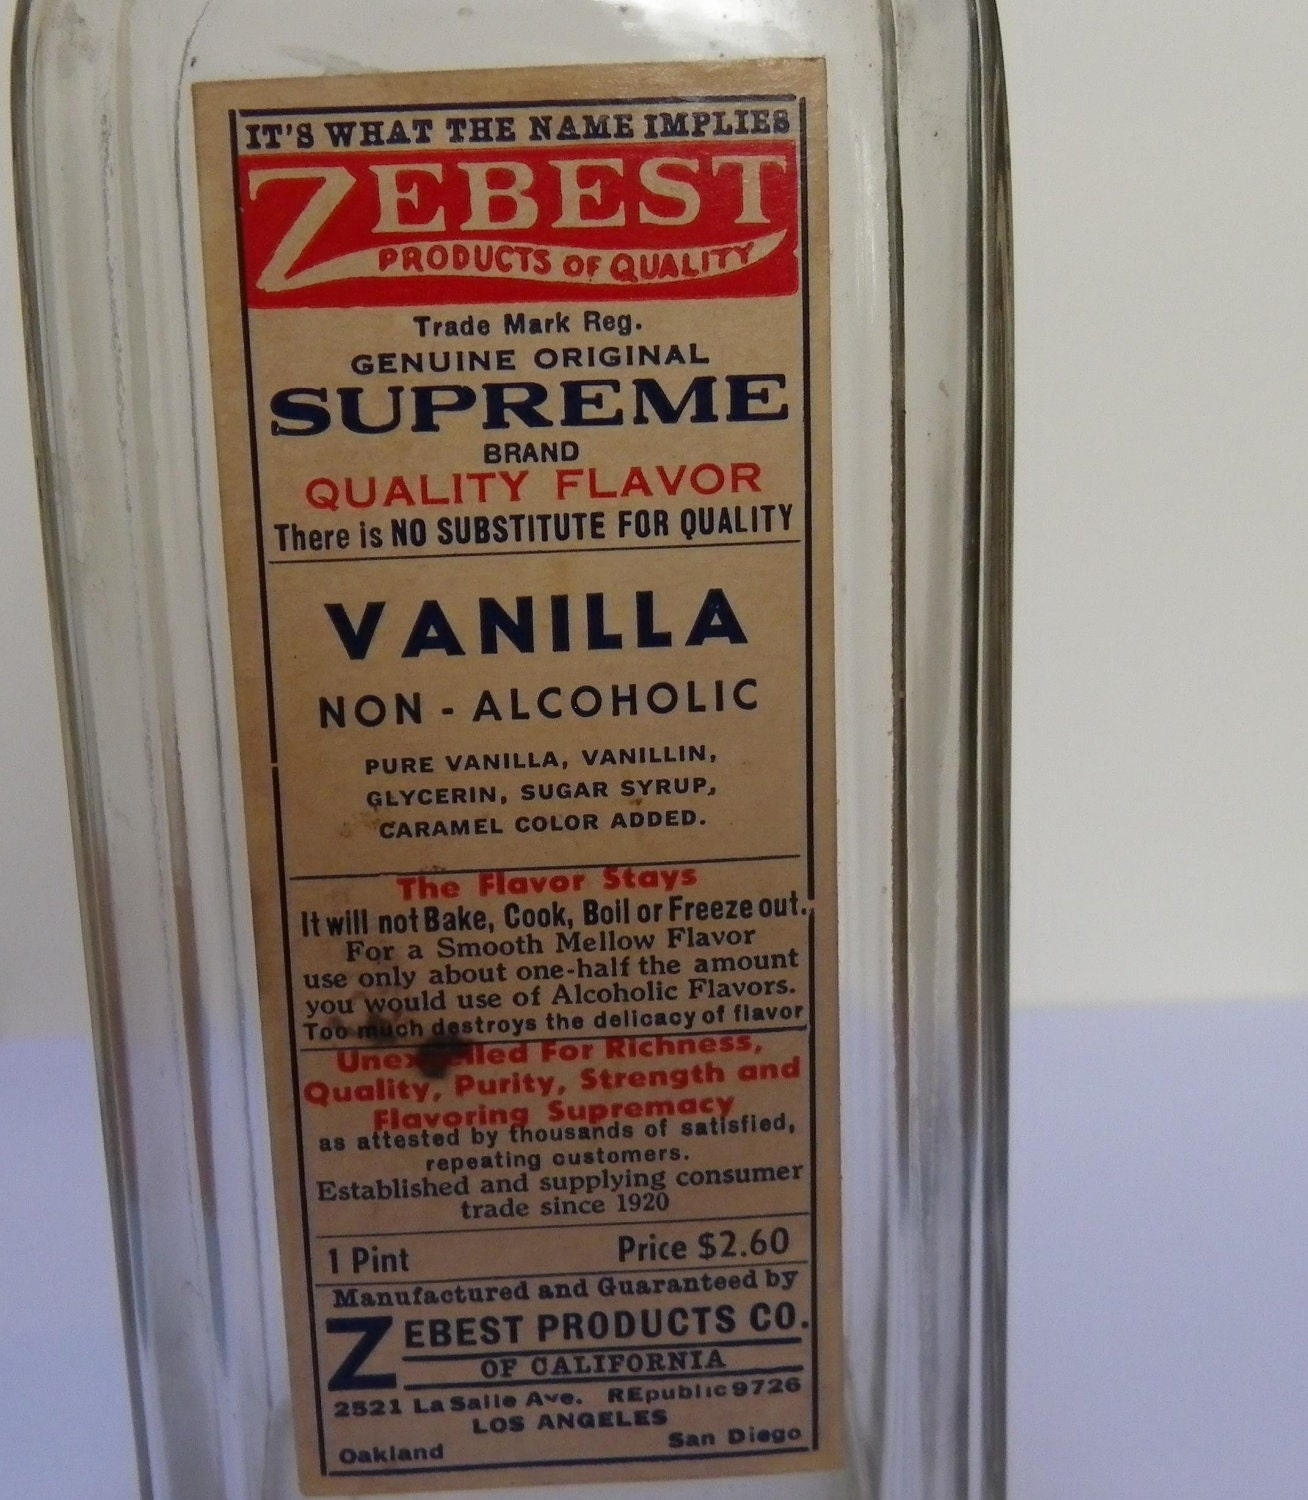 IT'S WHAT THE NAME IMPLIES
ZEBEST
PRODUCTS OF QUALITY
Trade Mark Reg.
GENUINE ORIGINAL
SUPREME
BRAND
QUALITY FLAVOR
There is NO SUBSTITUTE FOR QUALITY
VANILLA
NON - ALCOHOLIC
PURE VANILLA, VANILLIN,
GLYCERIN, SUGAR SYRUP,
CARAMEL COLOR ADDED.
The Flavor Stays
It will not Bake, Cook, Boil or Freeze out.
For a Smooth Mellow Flavor
use only about one-half the amount
you would use of Alcoholic Flavors.
Too much destroys the delicacy of flavor
Unexcelled For Richness,
Quality, Purity, Strength and
Flavoring Supremacy
as attested by thousands of satisfied,
repeating customers.
Established and supplying consumer
trade since 1920
1 Pint Price $2.60
Manufactured and Guaranteed by
ZEBEST PRODUCTS CO.
OF CALIFORNIA
2521 La Salle Ave. REpublic 9726
LOS ANGELES
Oakland San Diego